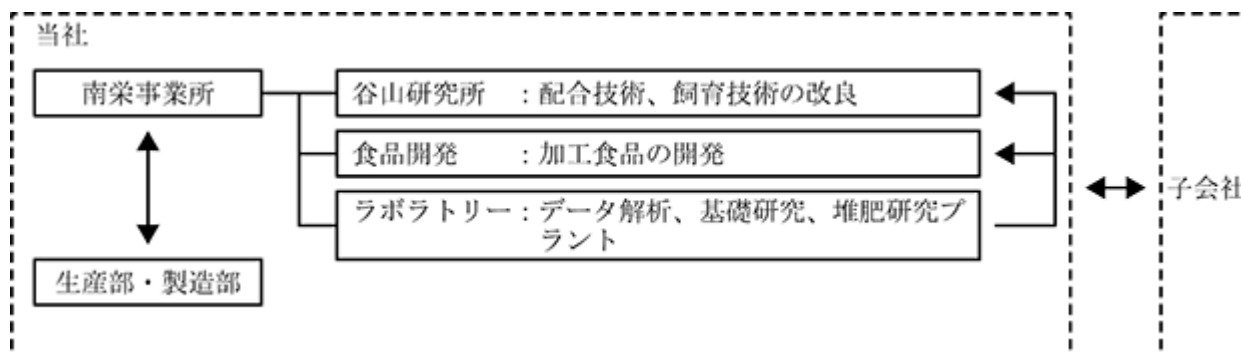 当社
南栄事業所
谷山研究所 :配合技術、飼育技術の改良
食品開発 :加工食品の開発
ラボラトリー:データ解析、基礎研究、堆肥研究プ
ラント
子会社
生産部・製造部